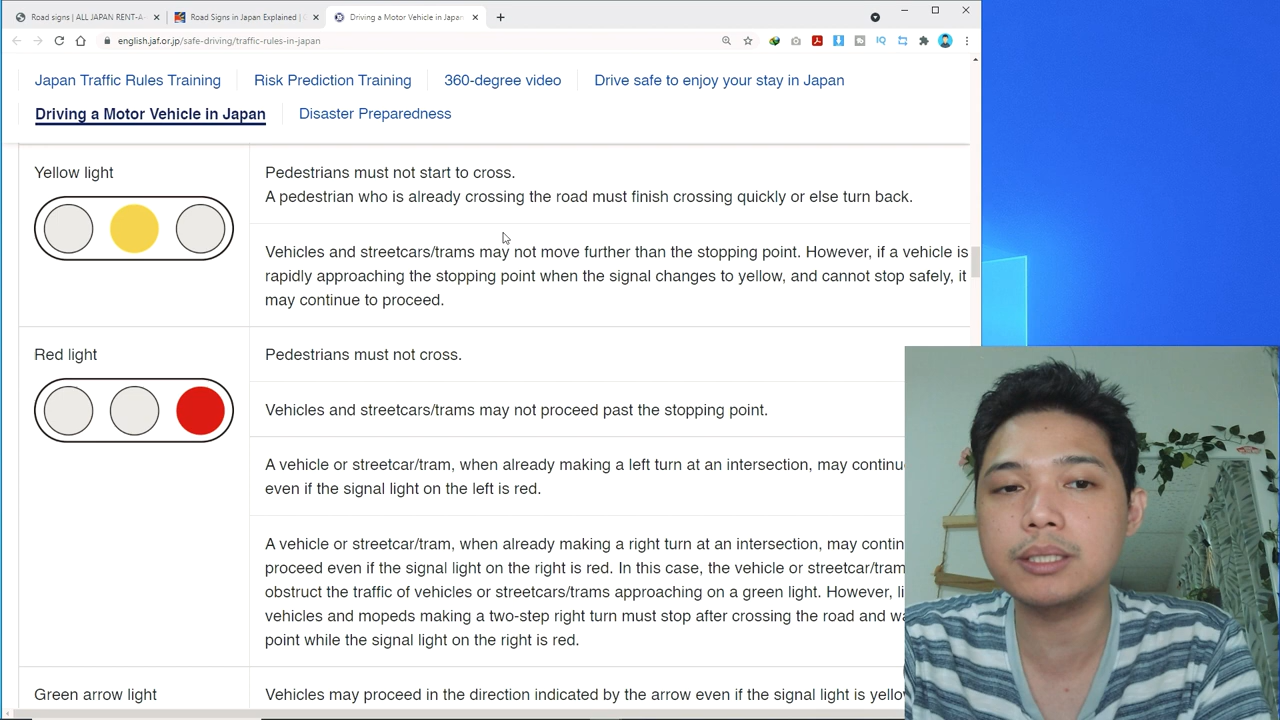 Road signs | ALL JAPAN RENT-A-
Road Signs in Japan Explained |
Driving a Motor Vehicle in Japan
english.jaf.or.jp/safe-driving/traffic-rules-in-japan
Japan Traffic Rules Training
Risk Prediction Training
360-degree video
Drive safe to enjoy your stay in Japan
Driving a Motor Vehicle in Japan
Disaster Preparedness
Yellow light
Pedestrians must not start to cross.
A pedestrian who is already crossing the road must finish crossing quickly or else turn back.
Vehicles and streetcars/trams may not move further than the stopping point. However, if a vehicle is
rapidly approaching the stopping point when the signal changes to yellow, and cannot stop safely, it
may continue to proceed.
Red light
Pedestrians must not cross.
Vehicles and streetcars/trams may not proceed past the stopping point.
A vehicle or streetcar/tram, when already making a left turn at an intersection, may continu
even if the signal light on the left is red.
A vehicle or streetcar/tram, when already making a right turn at an intersection, may contin
proceed even if the signal light on the right is red. In this case, the vehicle or streetcar/tram
obstruct the traffic of vehicles or streetcars/trams approaching on a green light. However, li
vehicles and mopeds making a two-step right turn must stop after crossing the road and wa
point while the signal light on the right is red.
Green arrow light
Vehicles may proceed in the direction indicated by the arrow even if the signal light is yellow